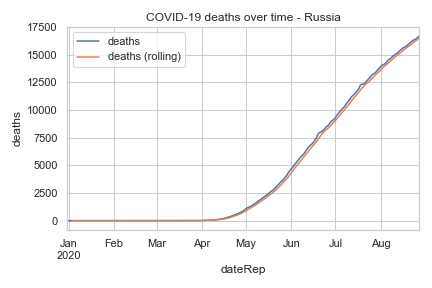 COVID-19 deaths over time - Russia
deaths
deaths (rolling)
17500
15000
12500
10000
7500
5000
2500
0
deaths
Jan Feb Mar Apr May Jun Jul Aug
2020
dateRep